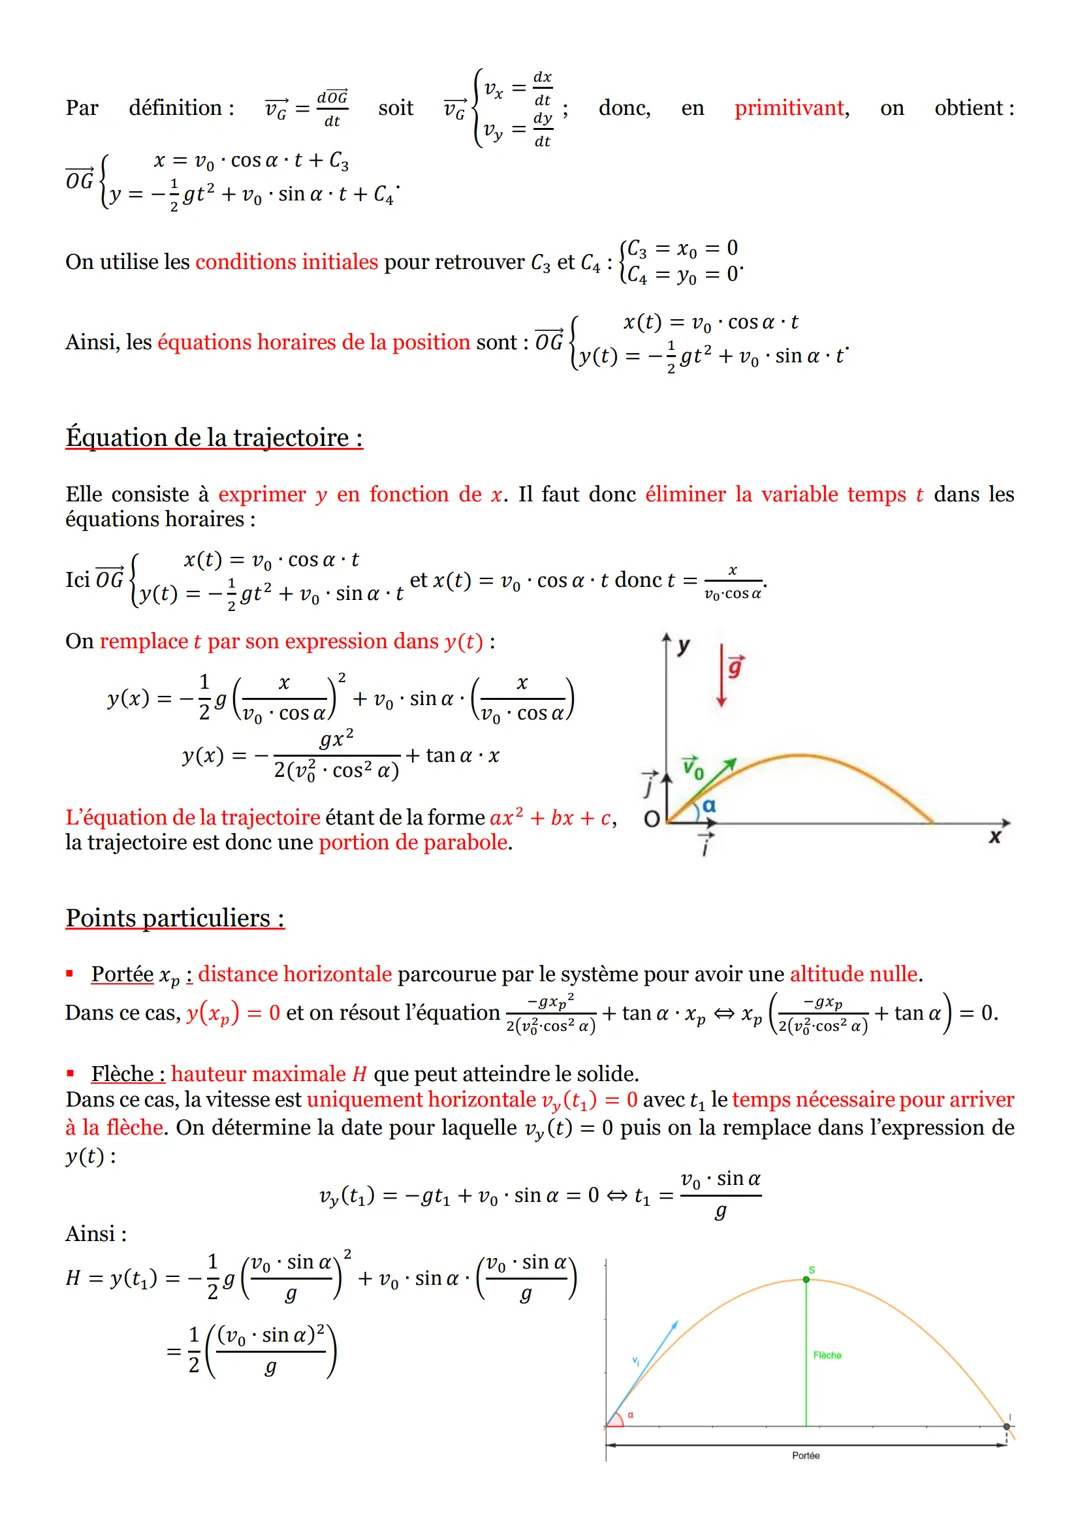 Par définition : $\overrightarrow{v_G} = \frac{d\overrightarrow{OG}}{dt}$ soit $\overrightarrow{v_G} \begin{cases} v_x = \frac{dx}{dt} \\ v_y = \frac{dy}{dt} \end{cases}$ ; donc, en primitivant, on obtient :
$\overrightarrow{OG} \begin{cases} x = v_0 \cdot \cos \alpha \cdot t + C_3 \\ y = -\frac{1}{2} gt^2 + v_0 \cdot \sin \alpha \cdot t + C_4 \end{cases}$.
On utilise les conditions initiales pour retrouver $C_3$ et $C_4$ : $\begin{cases} C_3 = x_0 = 0 \\ C_4 = y_0 = 0 \end{cases}$.
Ainsi, les équations horaires de la position sont : $\overrightarrow{OG} \begin{cases} x(t) = v_0 \cdot \cos \alpha \cdot t \\ y(t) = -\frac{1}{2} gt^2 + v_0 \cdot \sin \alpha \cdot t \end{cases}$.
Équation de la trajectoire :
Elle consiste à exprimer $y$ en fonction de $x$. Il faut donc éliminer la variable temps $t$ dans les
équations horaires :
Ici $\overrightarrow{OG} \begin{cases} x(t) = v_0 \cdot \cos \alpha \cdot t \\ y(t) = -\frac{1}{2} gt^2 + v_0 \cdot \sin \alpha \cdot t \end{cases}$ et $x(t) = v_0 \cdot \cos \alpha \cdot t$ donc $t = \frac{x}{v_0 \cdot \cos \alpha}$.
On remplace $t$ par son expression dans $y(t)$ :
$y(x) = -\frac{1}{2} g \left( \frac{x}{v_0 \cdot \cos \alpha} \right)^2 + v_0 \cdot \sin \alpha \cdot \left( \frac{x}{v_0 \cdot \cos \alpha} \right)$
$y(x) = -\frac{gx^2}{2(v_0^2 \cdot \cos^2 \alpha)} + \tan \alpha \cdot x$
L'équation de la trajectoire étant de la forme $ax^2 + bx + c$,
la trajectoire est donc une portion de parabole.
y
$\vec{g}$
$\vec{v}_0$
$\vec{j}$
α
O
$\vec{i}$
x
Points particuliers :
▪ Portée $x_p$ : distance horizontale parcourue par le système pour avoir une altitude nulle.
Dans ce cas, $y(x_p) = 0$ et on résout l'équation $\frac{-gx_p^2}{2(v_0^2 \cdot \cos^2 \alpha)} + \tan \alpha \cdot x_p \Leftrightarrow x_p \left( \frac{-gx_p}{2(v_0^2 \cdot \cos^2 \alpha)} + \tan \alpha \right) = 0$.
▪ Flèche : hauteur maximale $H$ que peut atteindre le solide.
Dans ce cas, la vitesse est uniquement horizontale $v_y(t_1) = 0$ avec $t_1$ le temps nécessaire pour arriver
à la flèche. On détermine la date pour laquelle $v_y(t) = 0$ puis on la remplace dans l'expression de
$y(t)$ :
$v_y(t_1) = -gt_1 + v_0 \cdot \sin \alpha = 0 \Leftrightarrow t_1 = \frac{v_0 \cdot \sin \alpha}{g}$
Ainsi :
$H = y(t_1) = -\frac{1}{2} g \left( \frac{v_0 \cdot \sin \alpha}{g} \right)^2 + v_0 \cdot \sin \alpha \cdot \left( \frac{v_0 \cdot \sin \alpha}{g} \right)$
$= \frac{1}{2} \left( \frac{(v_0 \cdot \sin \alpha)^2}{g} \right)$
S
Flèche
$v_i$
α
I
Portée